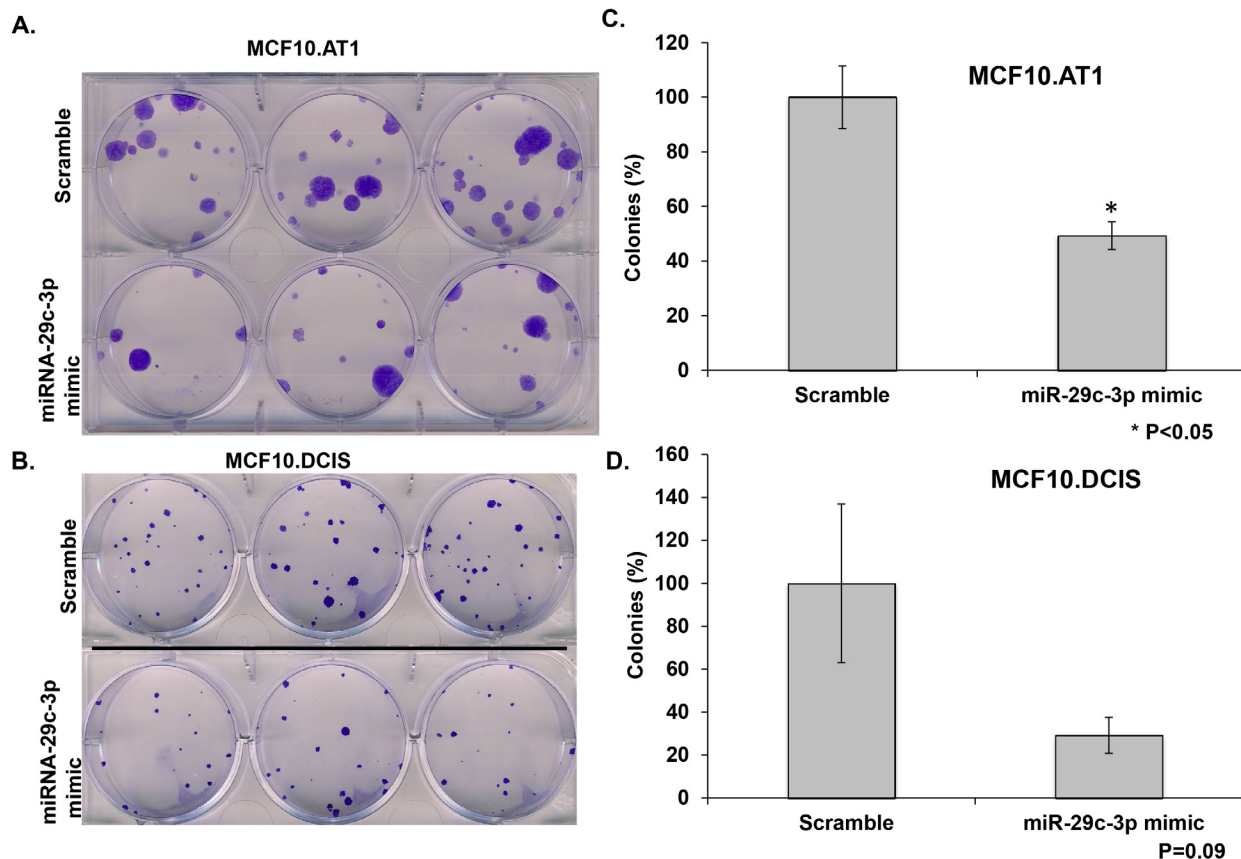 A.
MCF10.AT1
Scramble
miRNA-29c-3p
mimic
B.
MCF10.DCIS
Scramble
miRNA-29c-3p
mimic
C.
MCF10.AT1
Colonies (%)
120
100
80
60
40
20
0
*
Scramble
miR-29c-3p mimic
* P<0.05
D.
MCF10.DCIS
Colonies (%)
160
140
120
100
80
60
40
20
0
Scramble
miR-29c-3p mimic
P=0.09